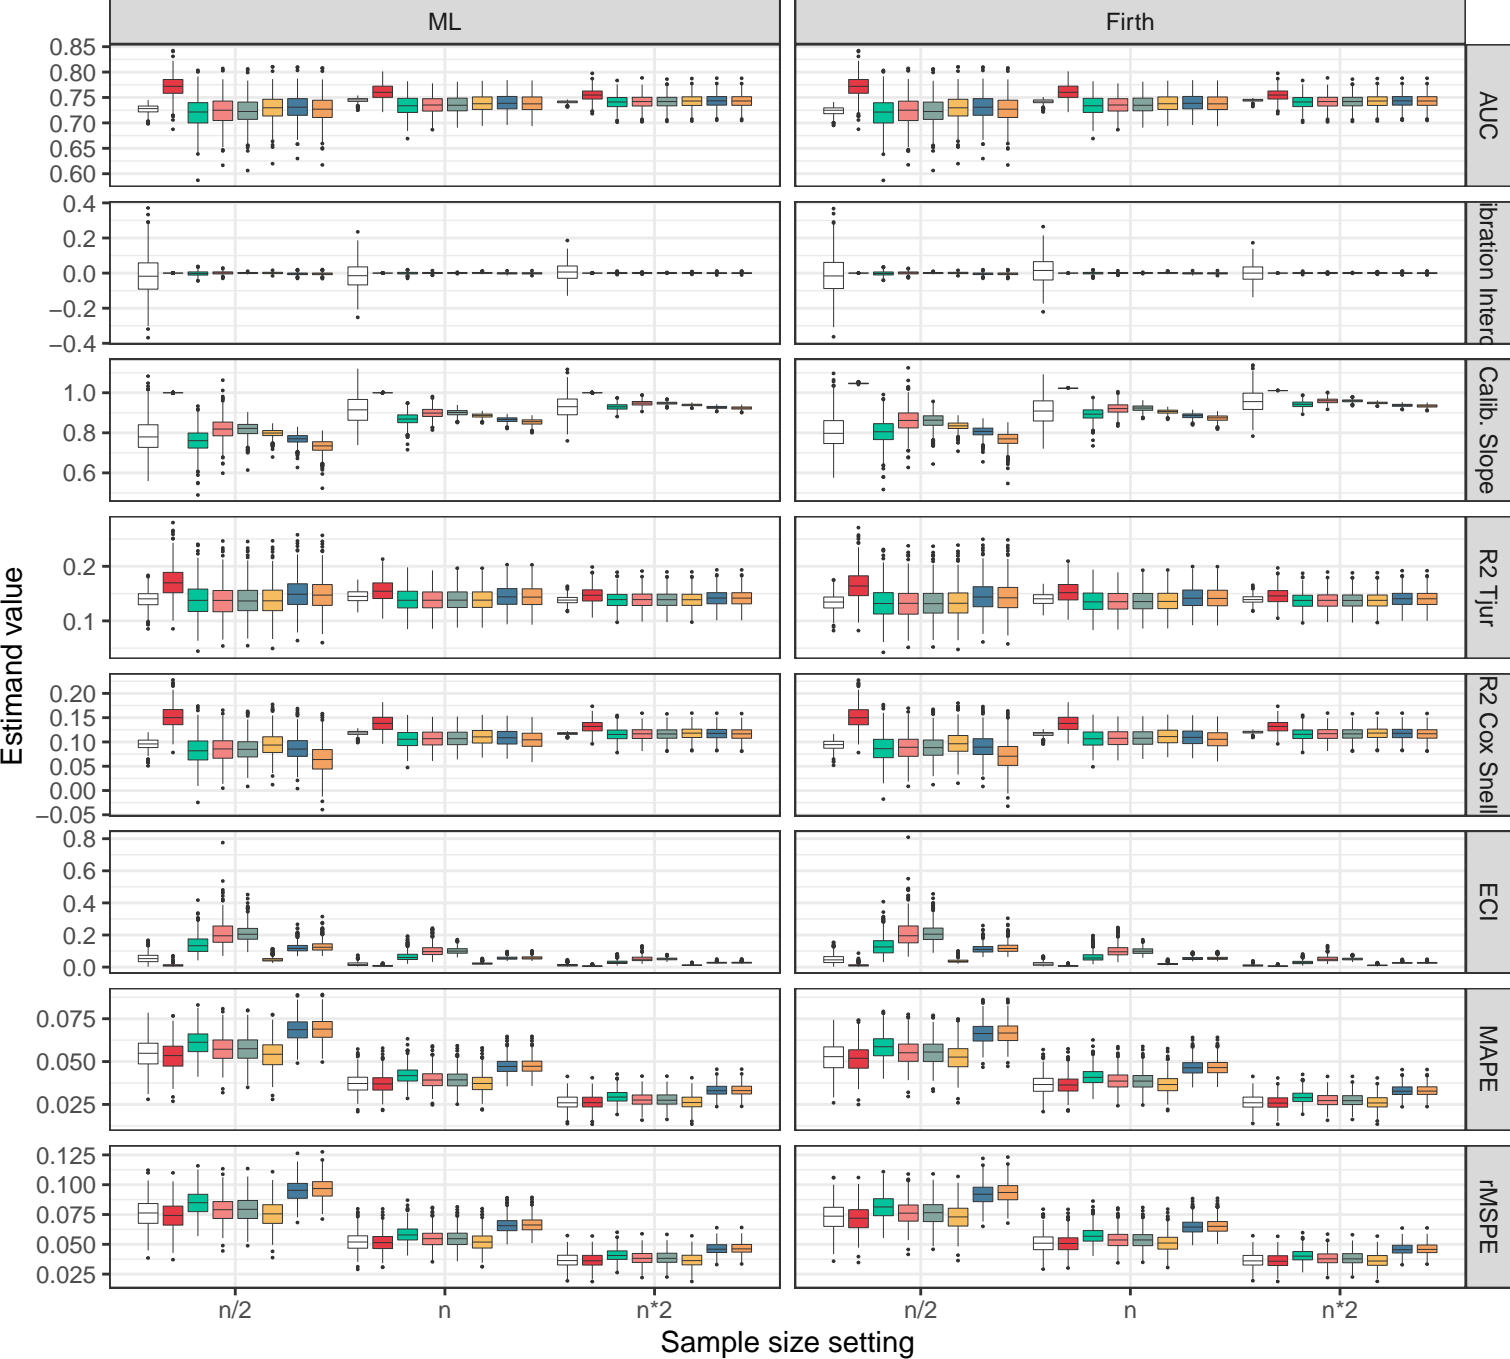 ML
Firth
0.85
0.80
0.75
0.70
0.65
0.60
AUC
0.4
0.2
0.0
−0.2
−0.4
ibration Interc
1.0
0.8
0.6
Calib. Slope
0.2
0.1
R2 Tjur
0.20
0.15
0.10
0.05
0.00
−0.05
R2 Cox Snell
0.8
0.6
0.4
0.2
0.0
ECI
0.075
0.050
0.025
MAPE
0.125
0.100
0.075
0.050
0.025
rMSPE
Estimand value
n/2
n
n*2
n/2
n
n*2
Sample size setting